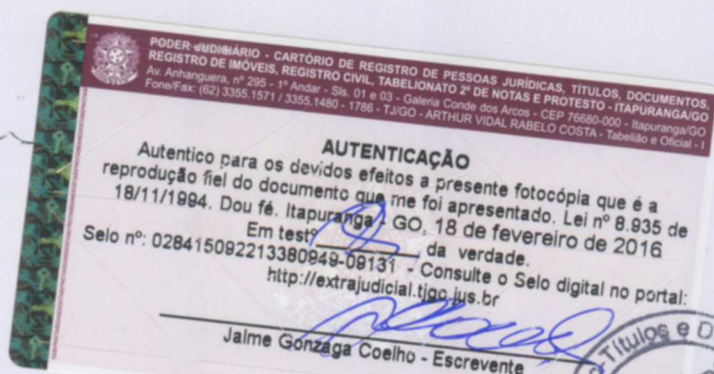 PODER JUDICIÁRIO - CARTÓRIO DE REGISTRO DE PESSOAS JURÍDICAS, TÍTULOS, DOCUMENTOS,
REGISTRO DE IMÓVEIS, REGISTRO CIVIL, TABELIONATO 2º DE NOTAS E PROTESTO - ITAPURANGA/GO
Av. Anhanguera, nº 295 - 1º Andar - Sls. 01 e 03 - Galeria Conde dos Arcos - CEP 76680-000 - Itapuranga/GO
Fone/Fax: (62) 3355.1571 / 3355.1480 - 1786 - TJ/GO - ARTHUR VIDAL RABELO COSTA - Tabelião e Oficial - I
AUTENTICAÇÃO
Autentico para os devidos efeitos a presente fotocópia que é a
reprodução fiel do documento que me foi apresentado. Lei nº 8.935 de
18/11/1994. Dou fé. Itapuranga - GO, 18 de fevereiro de 2016
Em testº da verdade.
Selo nº: 02841509221338​0949-09131 - Consulte o Selo digital no portal:
http://extrajudicial.tjgo.jus.br
Jalme Gonzaga Coelho - Escrevente
Títulos e D